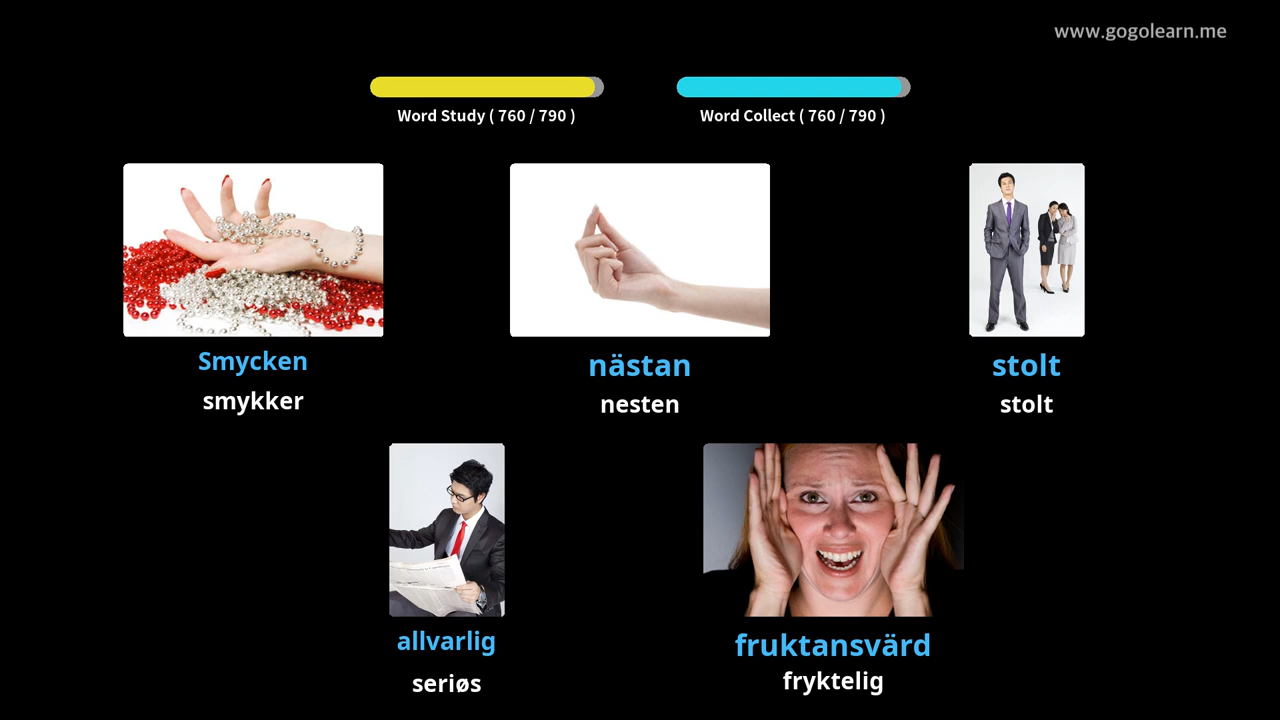 www.gogolearn.me
Word Study ( 760 / 790 )
Word Collect ( 760 / 790 )
Smycken
smykker
nästan
nesten
stolt
stolt
allvarlig
seriøs
fruktansvärd
fryktelig